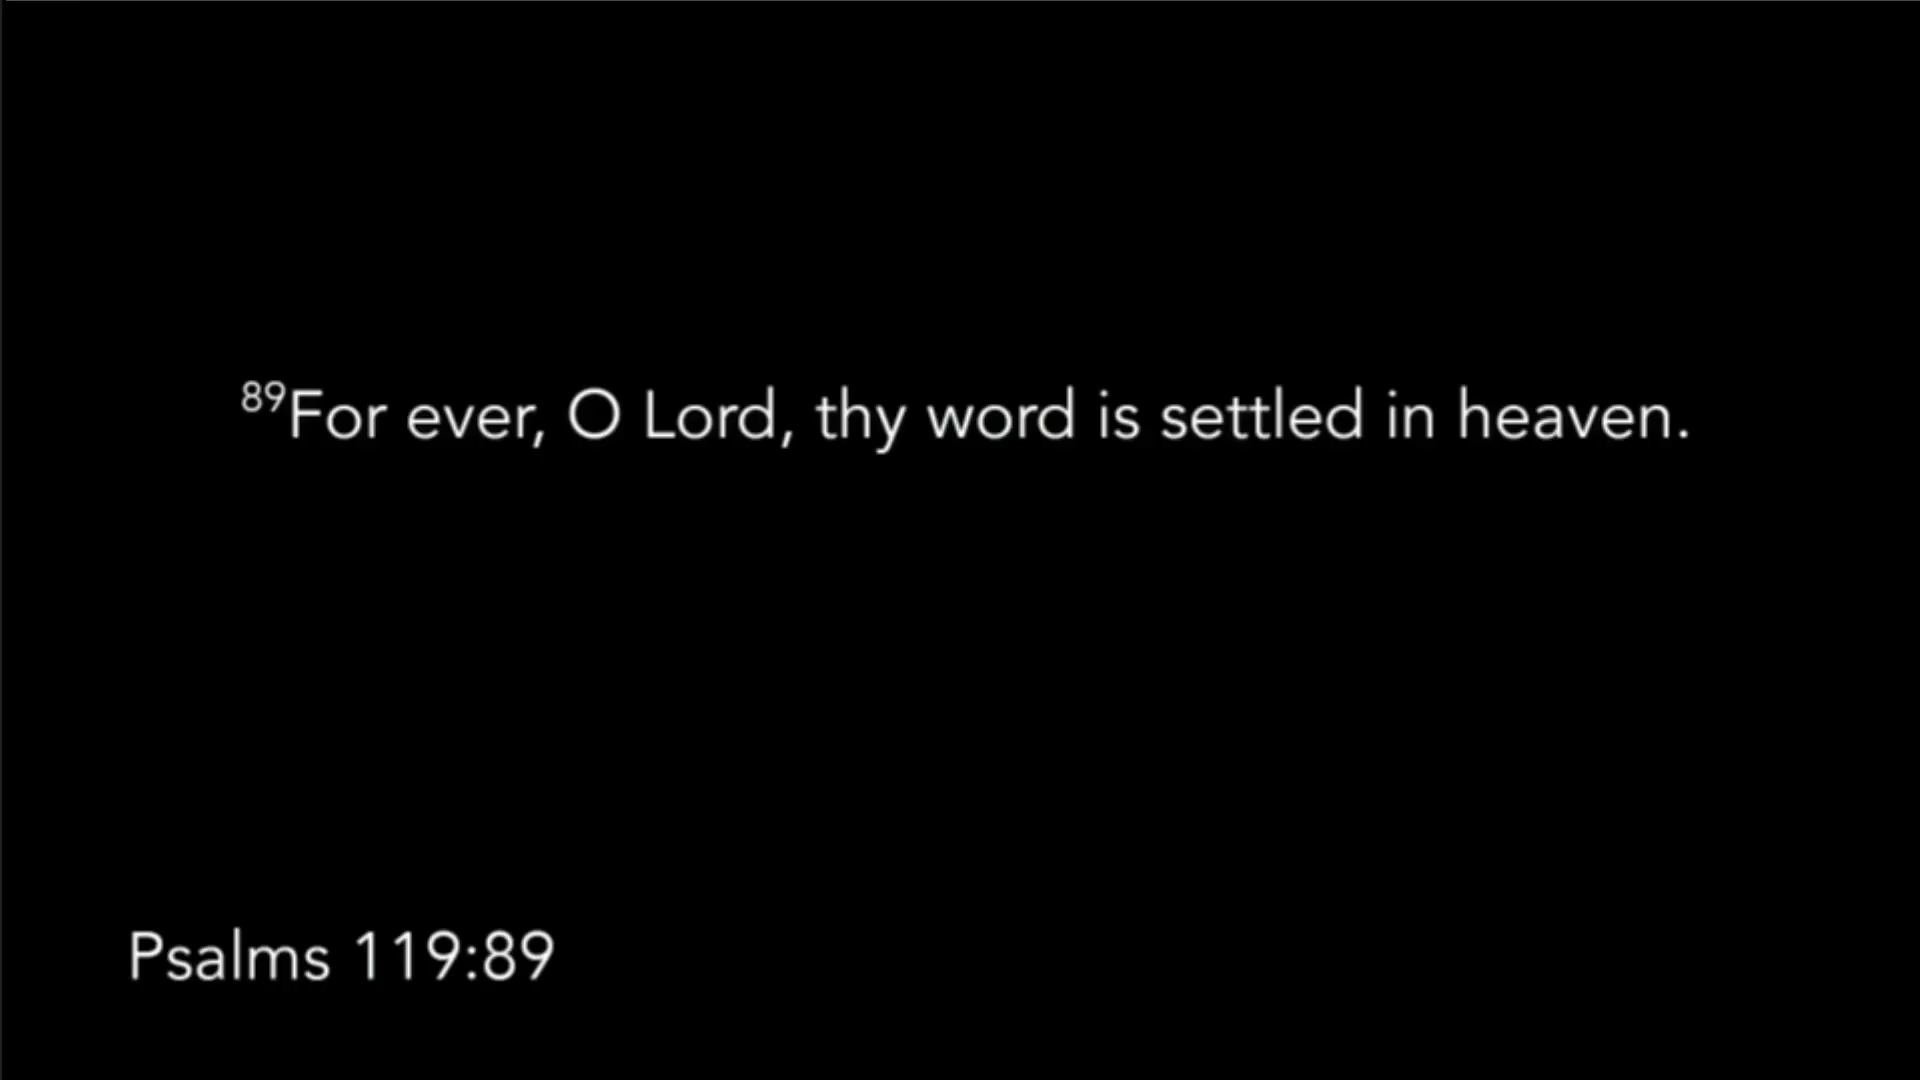 89For ever, O Lord, thy word is settled in heaven.
Psalms 119:89